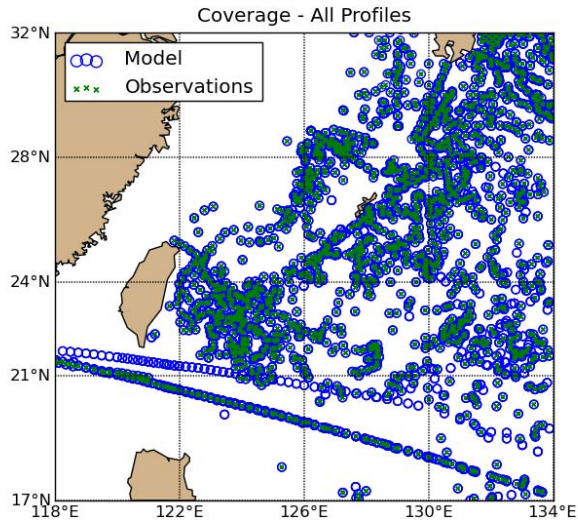 Coverage - All Profiles
32°N
Model
Observations
28°N
24°N
21°N
17°N
118°E 122°E 126°E 130°E 134°E